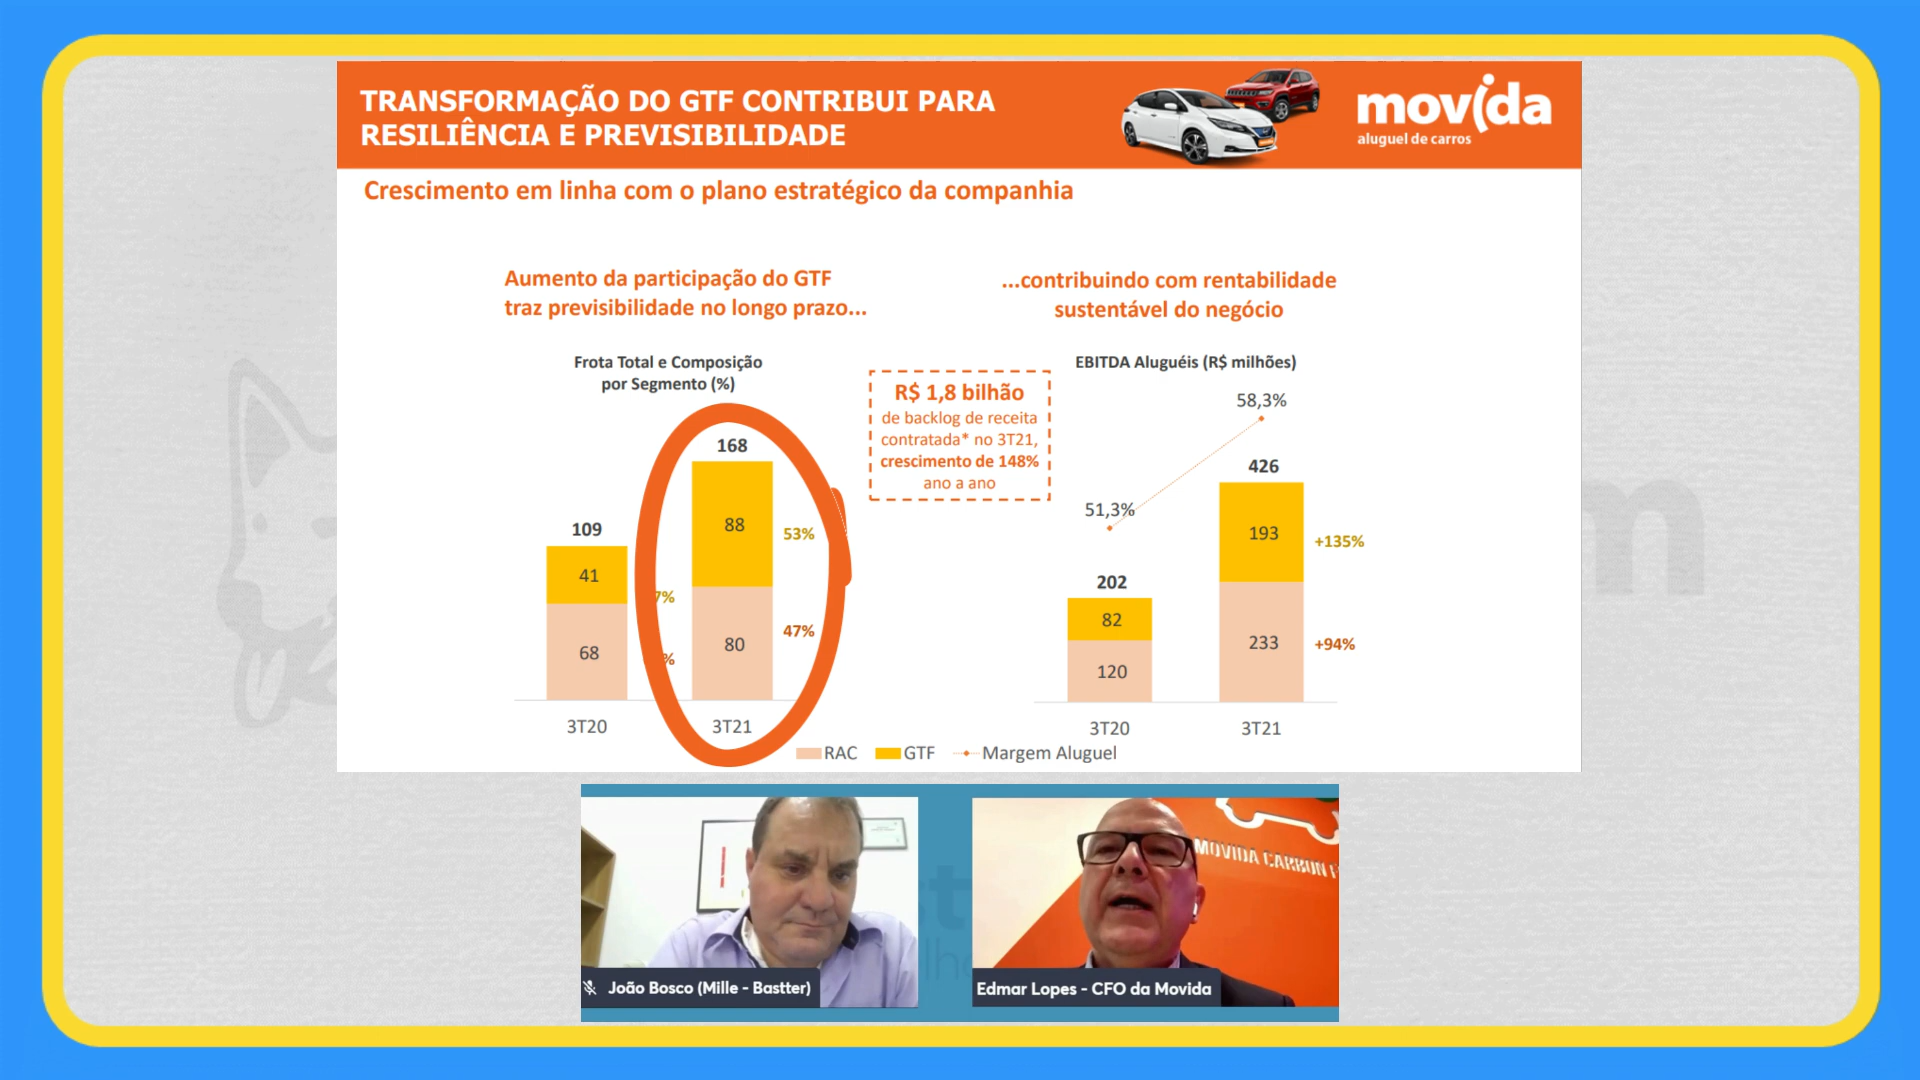 TRANSFORMAÇÃO DO GTF CONTRIBUI PARA
RESILIÊNCIA E PREVISIBILIDADE
movida
aluguel de carros
Crescimento em linha com o plano estratégico da companhia
Aumento da participação do GTF
traz previsibilidade no longo prazo...
...contribuindo com rentabilidade
sustentável do negócio
Frota Total e Composição
por Segmento (%)
109
41
68
3T20
7%
%
168
88
80
3T21
53%
47%
R$ 1,8 bilhão
de backlog de receita
contratada* no 3T21,
crescimento de 148%
ano a ano
EBITDA Aluguéis (R$ milhões)
51,3%
58,3%
202
82
120
3T20
426
193
233
3T21
+135%
+94%
RAC
GTF
Margem Aluguel
MOVIDA CARBON
João Bosco (Mille - Bastter)
Edmar Lopes - CFO da Movida